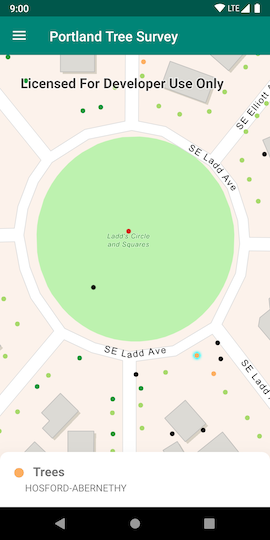 9:00
LTE
Portland Tree Survey
Licensed For Developer Use Only
SE Elliott A
SE Ladd Ave
Ladd's Circle
and Squares
SE Ladd Ave
SE Ladd Av
Trees
HOSFORD-ABERNETHY